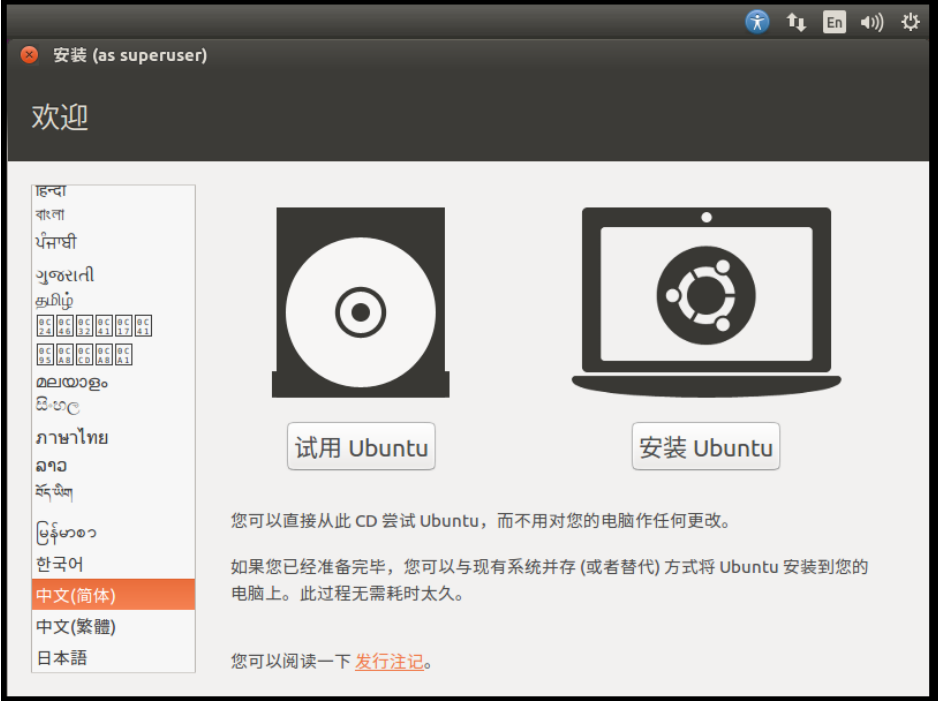 En
安装 (as superuser)
欢迎
हिन्दी
বাংলা
ਪੰਜਾਬੀ
ગુજરાતી
தமிழ்
മലയാളം
සිංහල
ภาษาไทย
ລາວ
བོད་ཡིག
မြန်မာစာ
한국어
中文(简体)
中文(繁體)
日本語
试用 Ubuntu
安装 Ubuntu
您可以直接从此 CD 尝试 Ubuntu，而不用对您的电脑作任何更改。
如果您已经准备完毕，您可以与现有系统并存 (或者替代) 方式将 Ubuntu 安装到您的
电脑上。此过程无需耗时太久。
您可以阅读一下 发行注记。